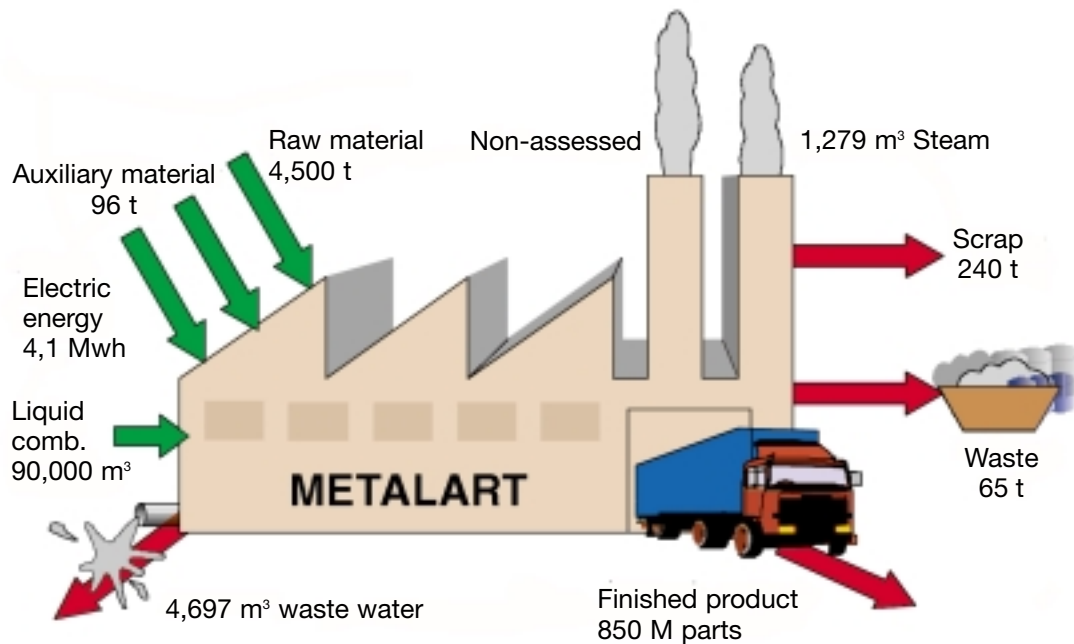 Raw material
4,500 t
Non-assessed
1,279 m³ Steam
Auxiliary material
96 t
Scrap
240 t
Electric
energy
4,1 Mwh
Liquid
comb.
90,000 m³
METALART
Waste
65 t
4,697 m³ waste water
Finished product
850 M parts